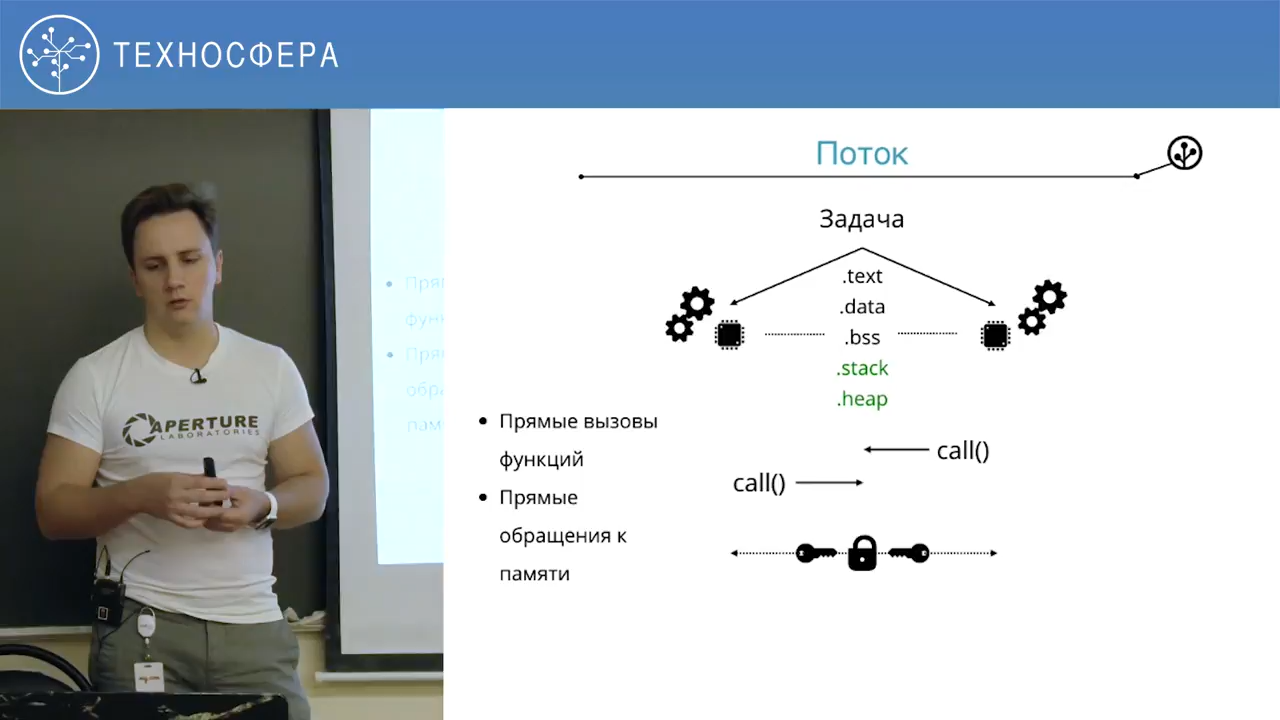 ТЕХНОСФЕРА
Поток
Задача
.text
.data
.bss
.stack
.heap
Прямые вызовы
функций
Прямые
обращения к
памяти
call()
call()
APERTURE
LABORATORIES